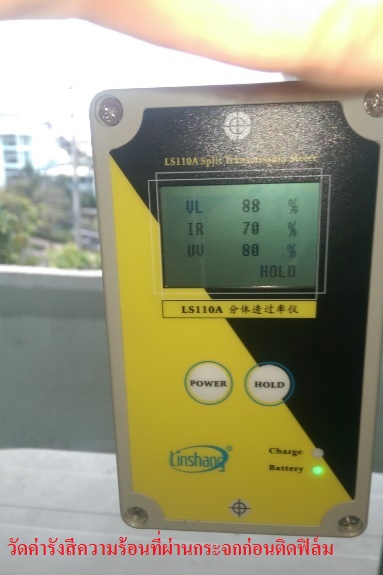 LS110A Split Transmission Meter
VL 88 %
IR 70 %
UV 80 %
HOLD
LS110A 分体透过率仪
POWER HOLD
Linshang®
Charge
Battery
วัดค่ารังสีความร้อนที่ผ่านกระจกก่อนติดฟิล์ม